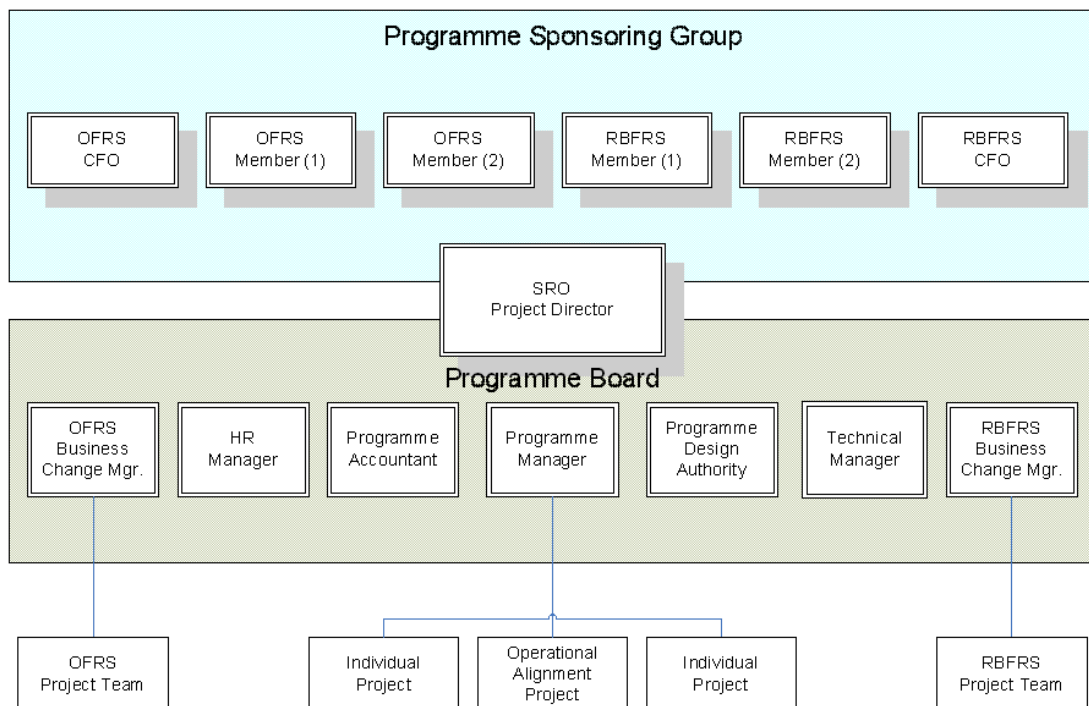 Programme Sponsoring Group
OFRS
CFO
OFRS
Member (1)
OFRS
Member (2)
RBFRS
Member (1)
RBFRS
Member (2)
RBFRS
CFO
SRO
Project Director
Programme Board
OFRS
Business
Change Mgr.
HR
Manager
Programme
Accountant
Programme
Manager
Programme
Design
Authority
Technical
Manager
RBFRS
Business
Change Mgr.
OFRS
Project Team
Individual
Project
Operational
Alignment
Project
Individual
Project
RBFRS
Project Team